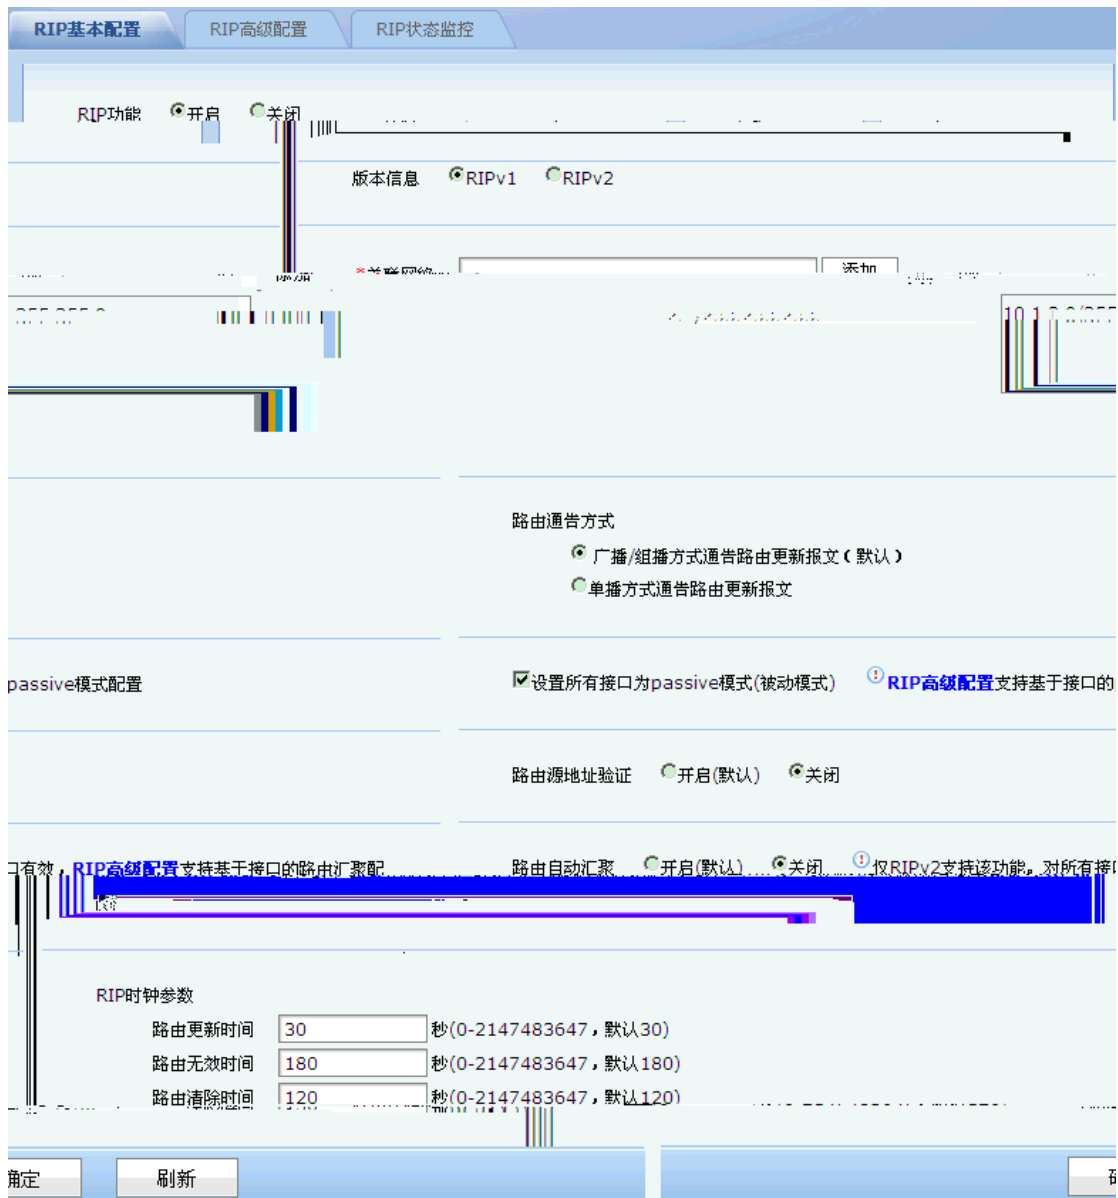 RIP基本配置 RIP高级配置 RIP状态监控
RIP功能 开启 关闭
版本信息 RIPv1 RIPv2
添加
路由通告方式
广播/组播方式通告路由更新报文(默认)
单播方式通告路由更新报文
passive模式配置 设置所有接口为passive模式(被动模式) RIP高级配置支持基于接口的
路由源地址验证 开启(默认) 关闭
口有效,RIP高级配置支持基于接口的路由汇聚配 路由自动汇聚 开启(默认) 关闭 仅RIPv2支持该功能。对所有接口
RIP时钟参数
路由更新时间 30 秒(0-2147483647,默认30)
路由无效时间 180 秒(0-2147483647,默认180)
路由清除时间 120 秒(0-2147483647,默认120)
确定 刷新